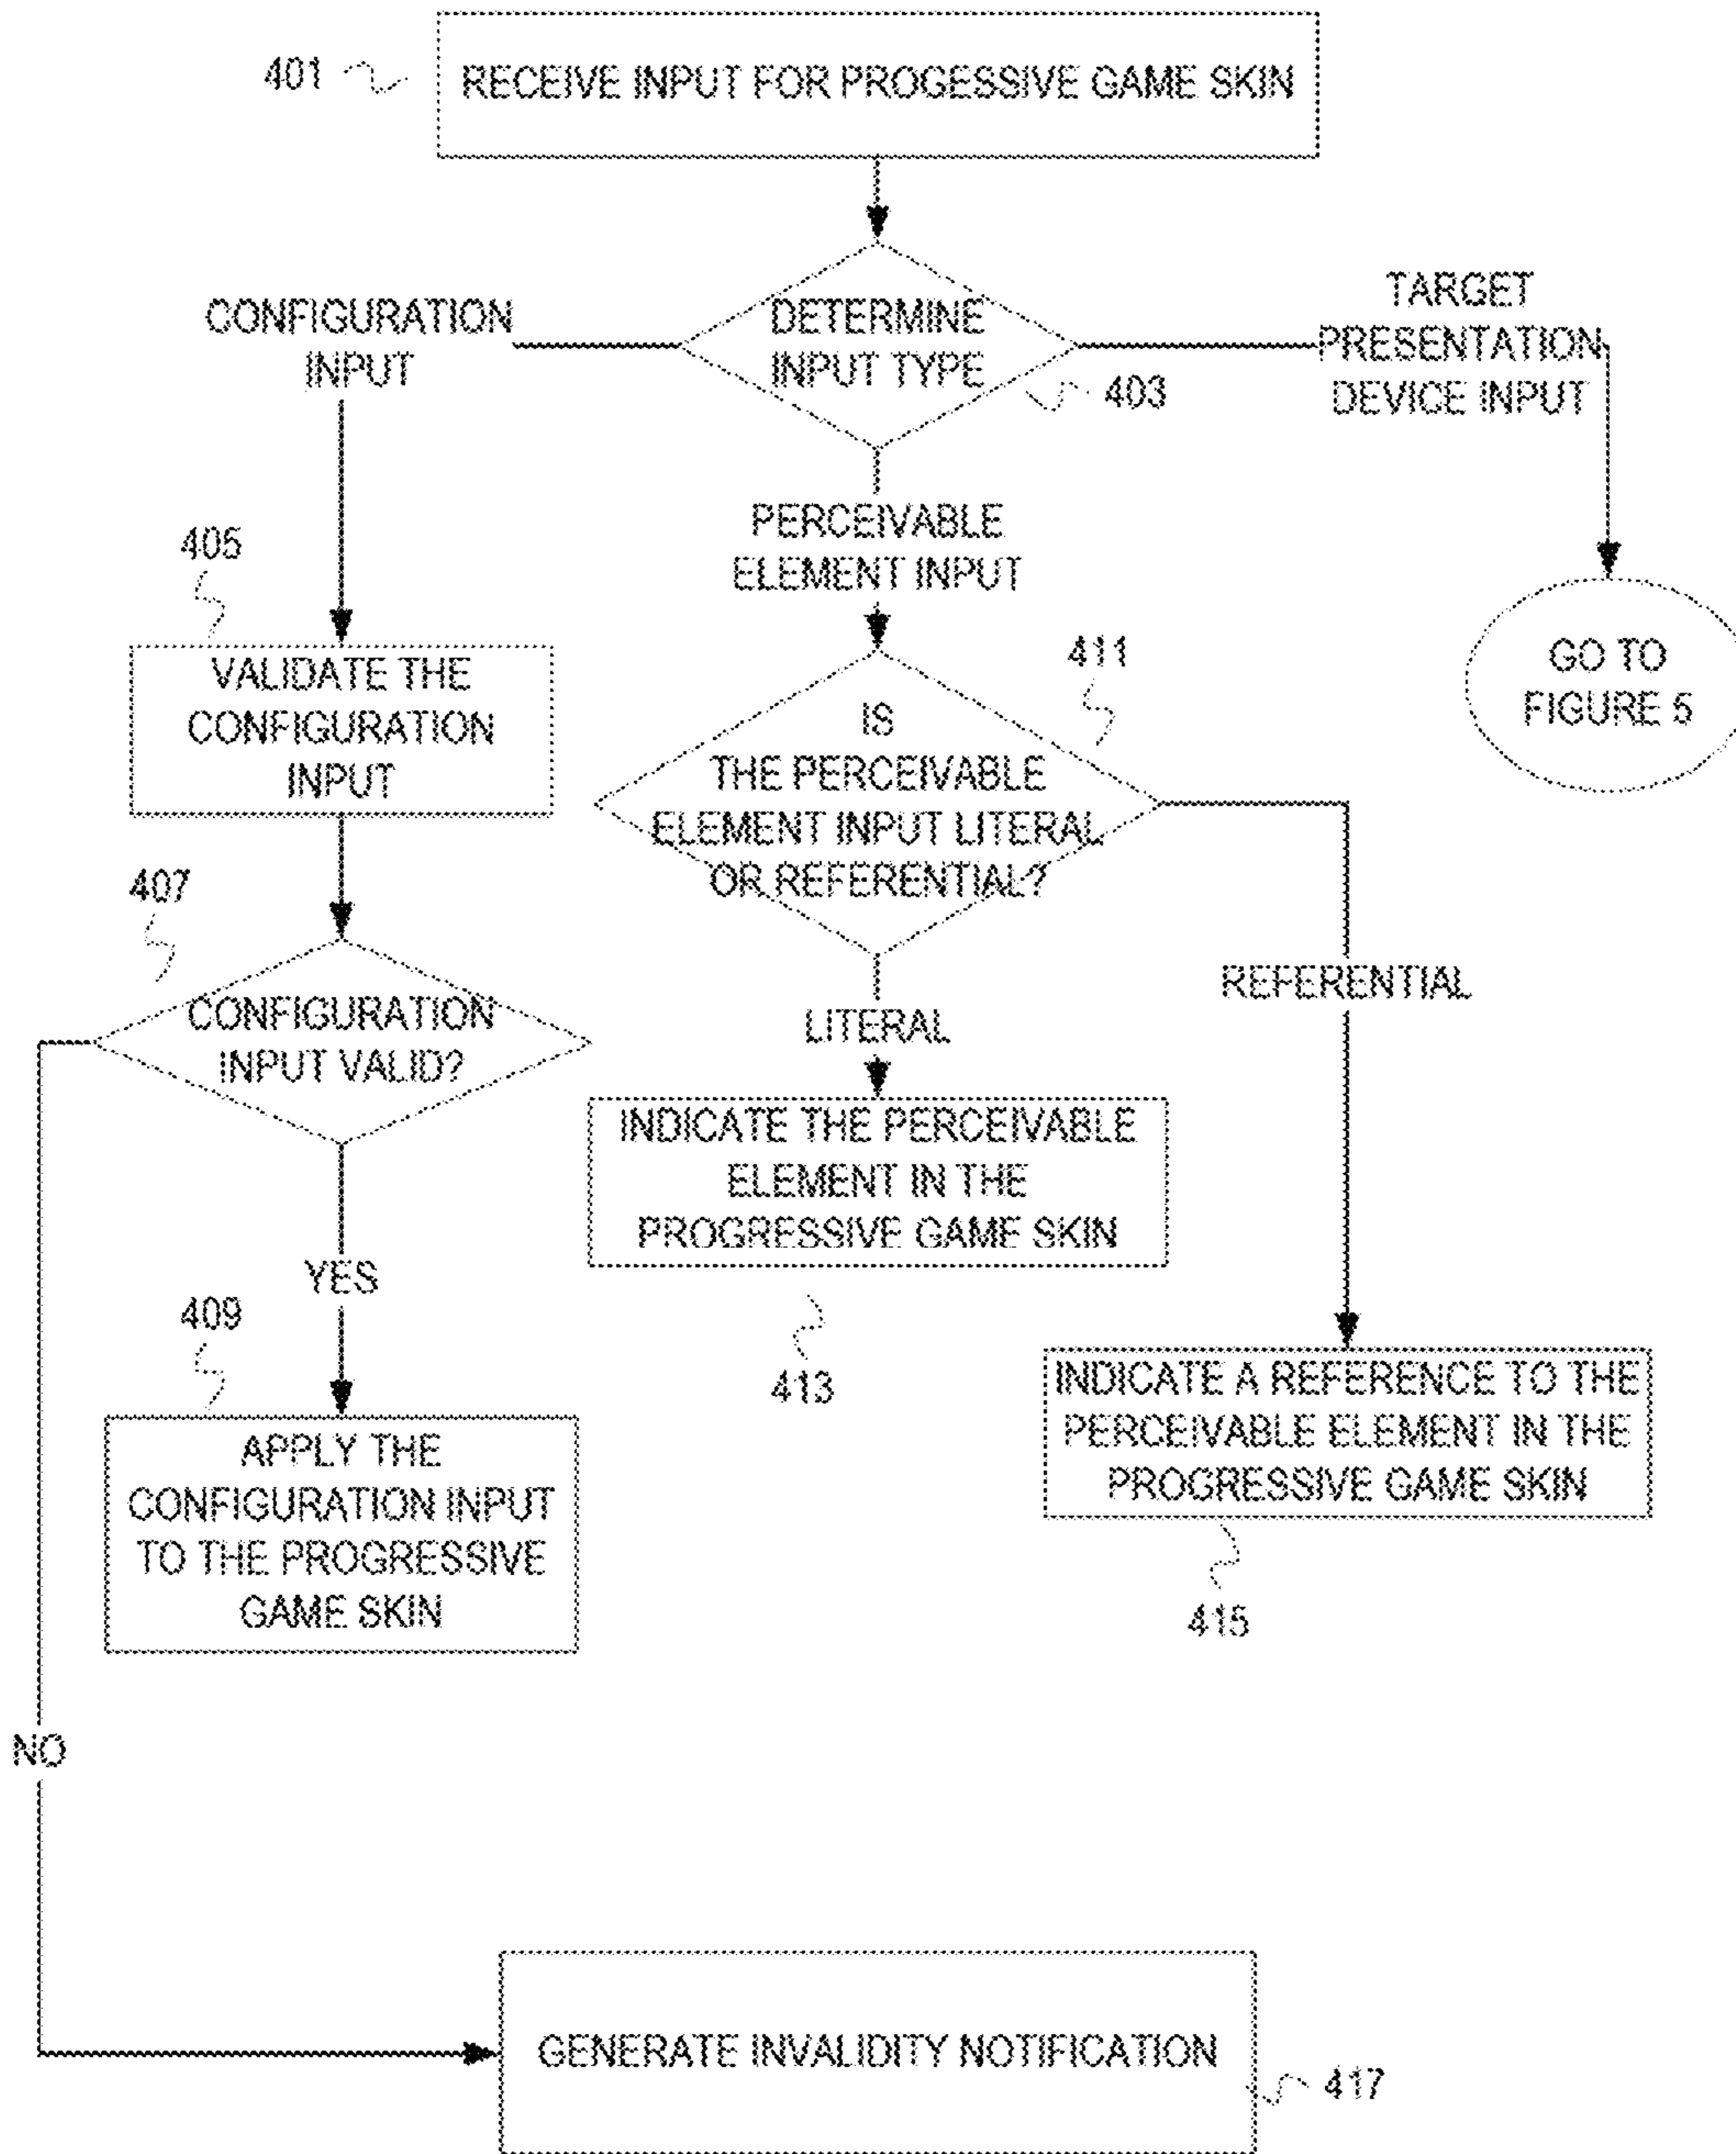 401
RECEIVE INPUT FOR PROGESSIVE GAME SKIN
CONFIGURATION
INPUT
DETERMINE
INPUT TYPE
403
TARGET
PRESENTATION
DEVICE INPUT
PERCEIVABLE
ELEMENT INPUT
405
VALIDATE THE
CONFIGURATION
INPUT
411
IS
THE PERCEIVABLE
ELEMENT INPUT LITERAL
OR REFERENTIAL?
GO TO
FIGURE 5
407
CONFIGURATION
INPUT VALID?
LITERAL
REFERENTIAL
INDICATE THE PERCEIVABLE
ELEMENT IN THE
PROGRESSIVE GAME SKIN
413
YES
409
APPLY THE
CONFIGURATION INPUT
TO THE PROGRESSIVE
GAME SKIN
INDICATE A REFERENCE TO THE
PERCEIVABLE ELEMENT IN THE
PROGRESSIVE GAME SKIN
415
NO
GENERATE INVALIDITY NOTIFICATION
417